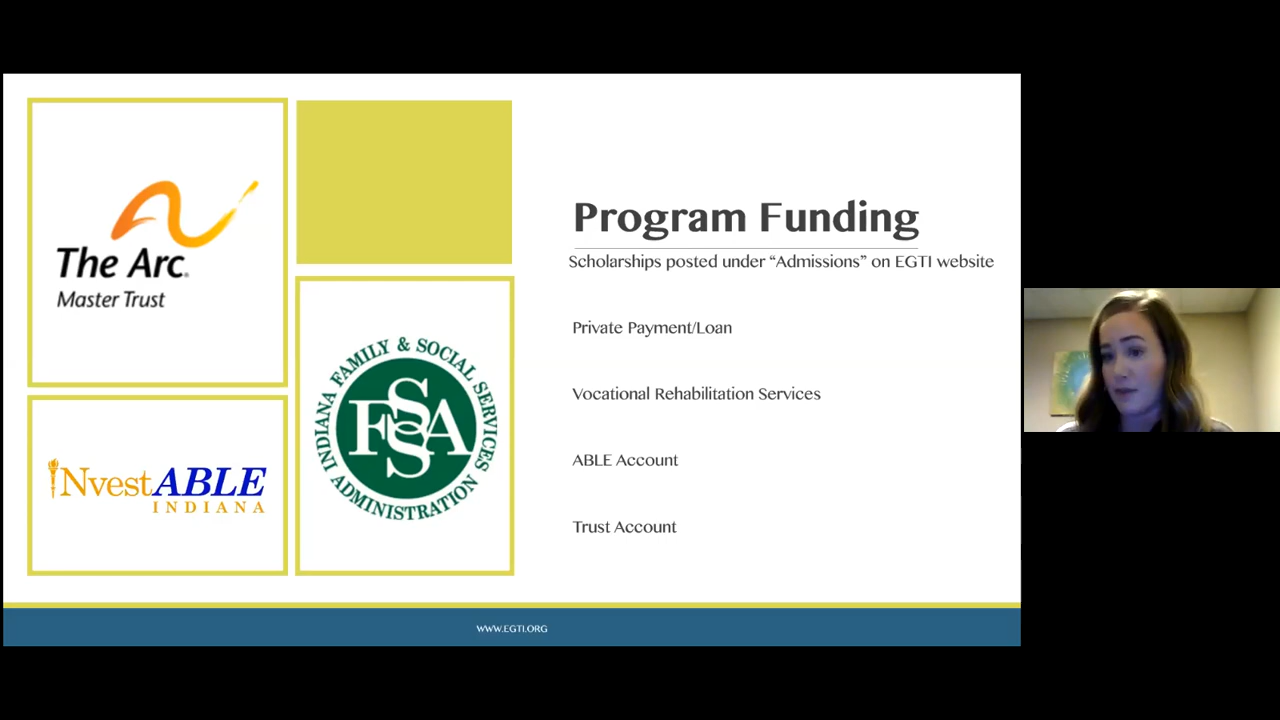 The Arc
Master Trust
iNvestABLE
INDIANA
INDIANA FAMILY & SOCIAL SERVICES ADMINISTRATION
FSSA
Program Funding
Scholarships posted under “Admissions” on EGTI website
Private Payment/Loan
Vocational Rehabilitation Services
ABLE Account
Trust Account
WWW.EGTI.ORG